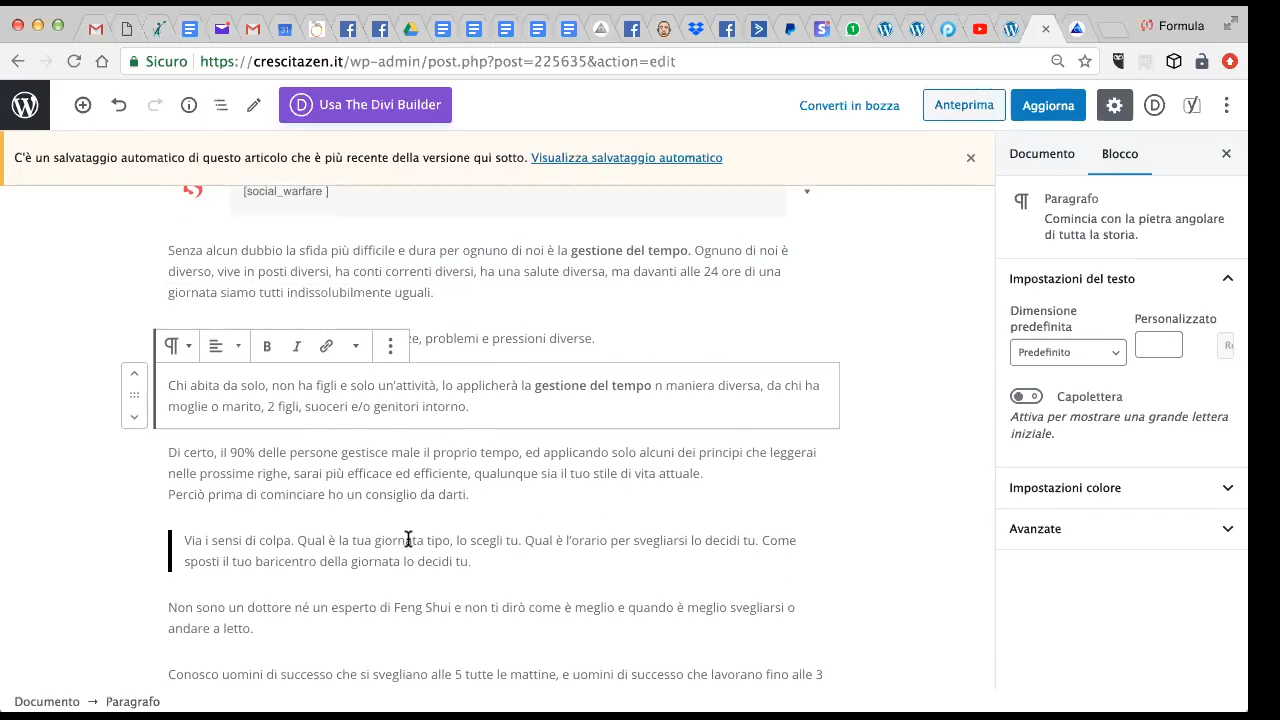 Formula
Sicuro https://crescitazen.it/wp-admin/post.php?post=225635&action=edit
Usa The Divi Builder
Converti in bozza
Anteprima
Aggiorna
C'è un salvataggio automatico di questo articolo che è più recente della versione qui sotto. Visualizza salvataggio automatico
[social_warfare ]
Senza alcun dubbio la sfida più difficile e dura per ognuno di noi è la gestione del tempo. Ognuno di noi è
diverso, vive in posti diversi, ha conti correnti diversi, ha una salute diversa, ma davanti alle 24 ore di una
giornata siamo tutti indissolubilmente uguali.
problemi e pressioni diverse.
Chi abita da solo, non ha figli e solo un'attività, lo applicherà la gestione del tempo n maniera diversa, da chi ha
moglie o marito, 2 figli, suoceri e/o genitori intorno.
Di certo, il 90% delle persone gestisce male il proprio tempo, ed applicando solo alcuni dei principi che leggerai
nelle prossime righe, sarai più efficace ed efficiente, qualunque sia il tuo stile di vita attuale.
Perciò prima di cominciare ho un consiglio da darti.
Via i sensi di colpa. Qual è la tua giornata tipo, lo scegli tu. Qual è l'orario per svegliarsi lo decidi tu. Come
sposti il tuo baricentro della giornata lo decidi tu.
Non sono un dottore né un esperto di Feng Shui e non ti dirò come è meglio e quando è meglio svegliarsi o
andare a letto.
Conosco uomini di successo che si svegliano alle 5 tutte le mattine, e uomini di successo che lavorano fino alle 3
Documento → Paragrafo
Documento
Blocco
Paragrafo
Comincia con la pietra angolare
di tutta la storia.
Impostazioni del testo
Dimensione
predefinita
Personalizzato
Predefinito
Capolettera
Attiva per mostrare una grande lettera
iniziale.
Impostazioni colore
Avanzate